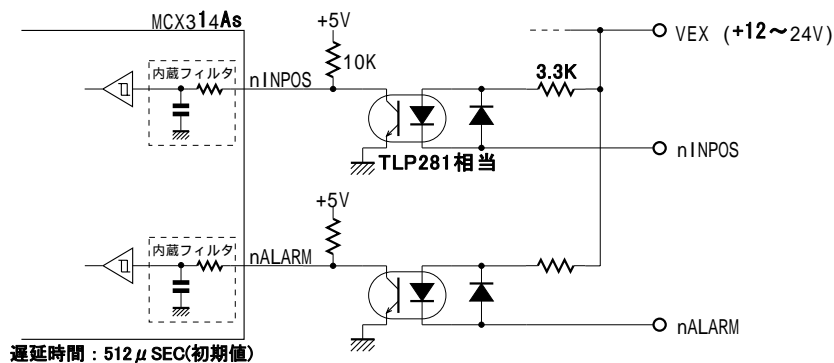 MCX314As
+5V
VEX (+12～24V)
10K
3.3K
内蔵フィルタ
nINPOS
nINPOS
TLP281相当
+5V
内蔵フィルタ
nALARM
nALARM
遅延時間：512μSEC(初期値)